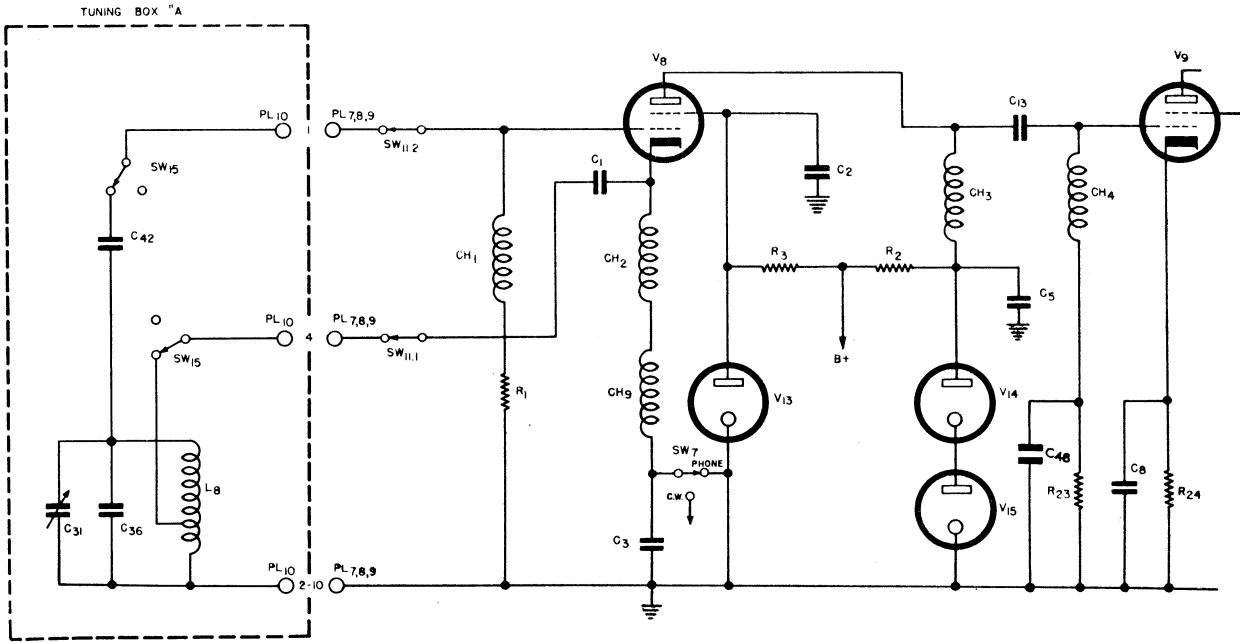 TUNING BOX "A
V8
V9
PL10
PL7,8,9
C13
1
SW11.2
SW15
C1
C2
CH3
CH4
C42
CH1
CH2
R3
R2
C5
PL10
PL7,8,9
4
SW15
SW11.1
B+
R1
CH9
V13
V14
SW7
PHONE
C.W.
C48
C8
L8
R23
R24
C31
C36
V15
C3
PL10
PL7,8,9
2-10